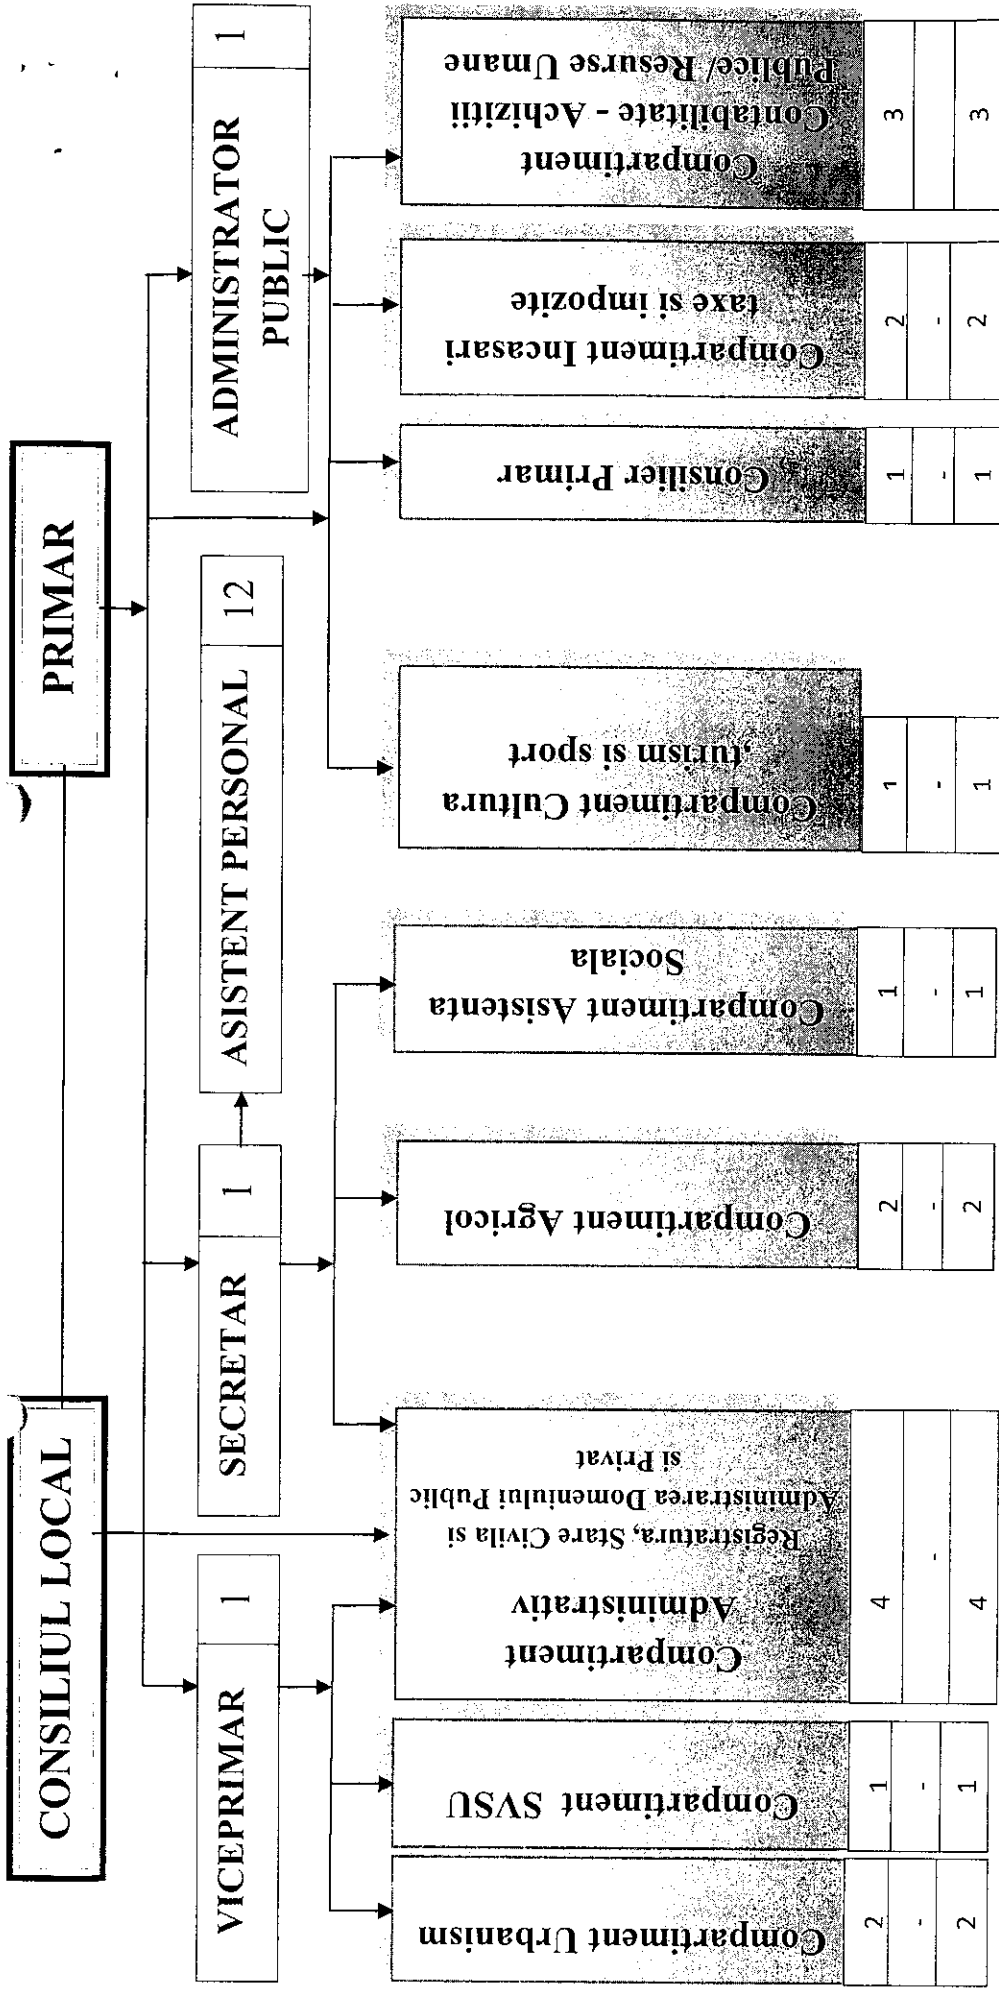 CONSILIUL LOCAL
PRIMAR
VICEPRIMAR
1
SECRETAR
1
ASISTENT PERSONAL
12
ADMINISTRATOR
PUBLIC
1
Compartiment Urbanism
2
-
2
Compartiment SVSU
1
-
1
Compartiment
Administrativ
Registratura, Stare Civila si
Administrarea Domeniului Public
si Privat
4
-
4
Compartiment Agricol
2
-
2
Compartiment Asistenta
Sociala
1
-
1
Compartiment Cultura
,turism si sport
1
-
1
Consilier Primar
1
-
1
Compartiment Incasari
taxe si impozite
2
-
2
Compartiment
Contabilitate - Achizitii
Publice/ Resurse Umane
3
-
3